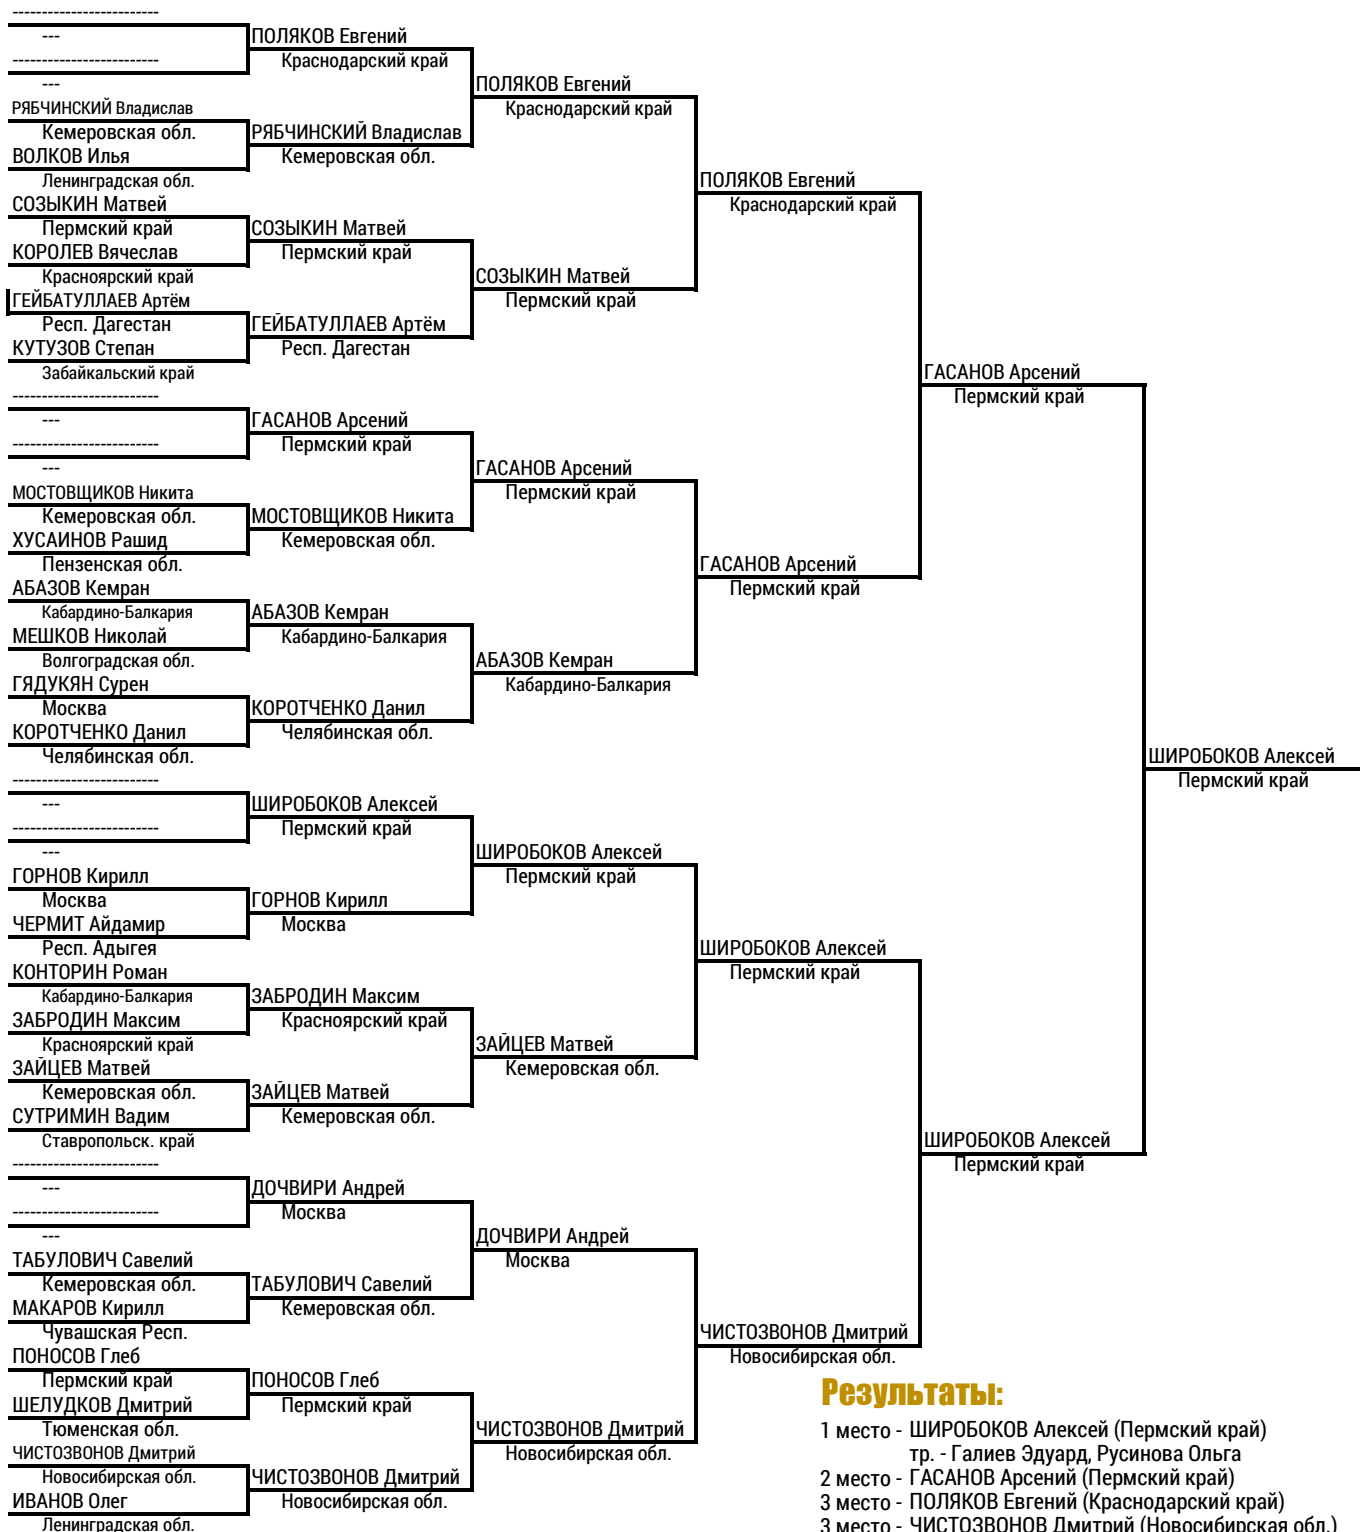 -------------------------
---
-------------------------
---
РЯБЧИНСКИЙ Владислав
Кемеровская обл.
ВОЛКОВ Илья
Ленинградская обл.
СОЗЫКИН Матвей
Пермский край
КОРОЛЕВ Вячеслав
Красноярский край
ГЕЙБАТУЛЛАЕВ Артём
Респ. Дагестан
КУТУЗОВ Степан
Забайкальский край
-------------------------
---
-------------------------
---
МОСТОВЩИКОВ Никита
Кемеровская обл.
ХУСАИНОВ Рашид
Пензенская обл.
АБАЗОВ Кемран
Кабардино-Балкария
МЕШКОВ Николай
Волгоградская обл.
ГЯДУКЯН Сурен
Москва
КОРОТЧЕНКО Данил
Челябинская обл.
-------------------------
---
-------------------------
---
ГОРНОВ Кирилл
Москва
ЧЕРМИТ Айдамир
Респ. Адыгея
КОНТОРИН Роман
Кабардино-Балкария
ЗАБРОДИН Максим
Красноярский край
ЗАЙЦЕВ Матвей
Кемеровская обл.
СУТРИМИН Вадим
Ставропольск. край
-------------------------
---
-------------------------
---
ТАБУЛОВИЧ Савелий
Кемеровская обл.
МАКАРОВ Кирилл
Чувашская Респ.
ПОНОСОВ Глеб
Пермский край
ШЕЛУДКОВ Дмитрий
Тюменская обл.
ЧИСТОЗВОНОВ Дмитрий
Новосибирская обл.
ИВАНОВ Олег
Ленинградская обл.
ПОЛЯКОВ Евгений
Краснодарский край
РЯБЧИНСКИЙ Владислав
Кемеровская обл.
СОЗЫКИН Матвей
Пермский край
ГЕЙБАТУЛЛАЕВ Артём
Респ. Дагестан
ГАСАНОВ Арсений
Пермский край
МОСТОВЩИКОВ Никита
Кемеровская обл.
АБАЗОВ Кемран
Кабардино-Балкария
КОРОТЧЕНКО Данил
Челябинская обл.
ШИРОБОКОВ Алексей
Пермский край
ГОРНОВ Кирилл
Москва
ЗАБРОДИН Максим
Красноярский край
ЗАЙЦЕВ Матвей
Кемеровская обл.
ДОЧВИРИ Андрей
Москва
ТАБУЛОВИЧ Савелий
Кемеровская обл.
ПОНОСОВ Глеб
Пермский край
ЧИСТОЗВОНОВ Дмитрий
Новосибирская обл.
ПОЛЯКОВ Евгений
Краснодарский край
СОЗЫКИН Матвей
Пермский край
ГАСАНОВ Арсений
Пермский край
АБАЗОВ Кемран
Кабардино-Балкария
ШИРОБОКОВ Алексей
Пермский край
ЗАЙЦЕВ Матвей
Кемеровская обл.
ДОЧВИРИ Андрей
Москва
ЧИСТОЗВОНОВ Дмитрий
Новосибирская обл.
ПОЛЯКОВ Евгений
Краснодарский край
ГАСАНОВ Арсений
Пермский край
ШИРОБОКОВ Алексей
Пермский край
ЧИСТОЗВОНОВ Дмитрий
Новосибирская обл.
ГАСАНОВ Арсений
Пермский край
ШИРОБОКОВ Алексей
Пермский край
ШИРОБОКОВ Алексей
Пермский край
Результаты:
1 место - ШИРОБОКОВ Алексей (Пермский край)
тр. - Галиев Эдуард, Русинова Ольга
2 место - ГАСАНОВ Арсений (Пермский край)
3 место - ПОЛЯКОВ Евгений (Краснодарский край)
3 место - ЧИСТОЗВОНОВ Дмитрий (Новосибирская обл.)